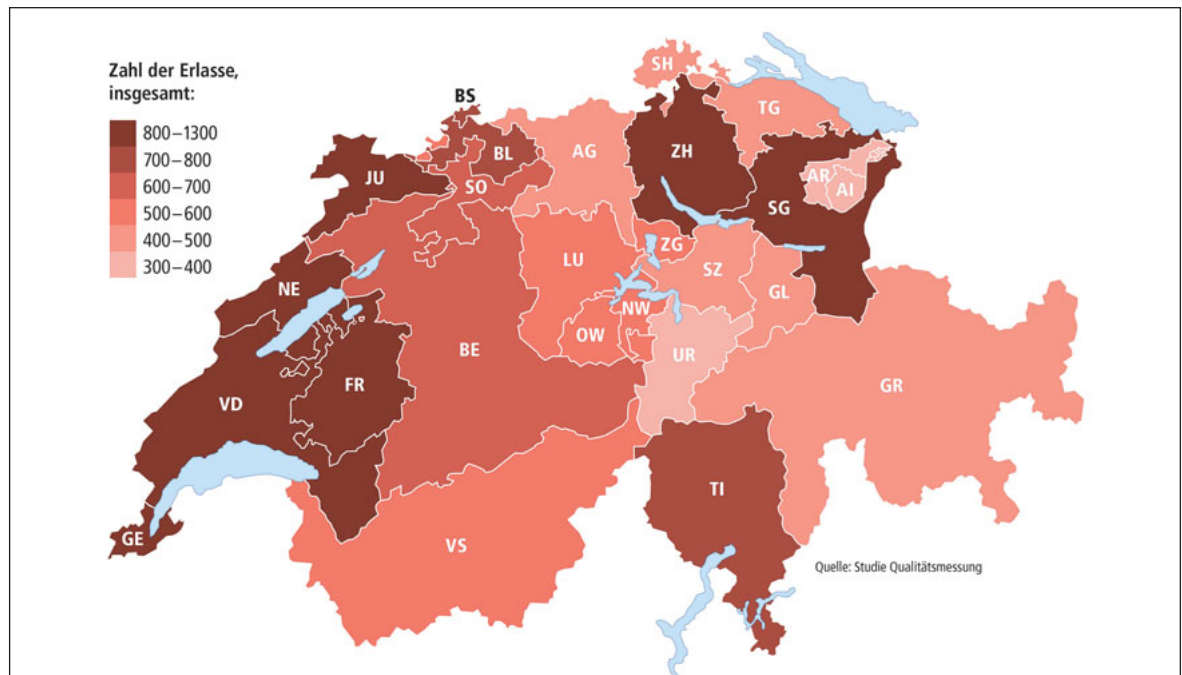 Zahl der Erlasse,
insgesamt:
800–1300
700–800
600–700
500–600
400–500
300–400
SH
BS
TG
BL
AG
ZH
JU
SO
AR
AI
SG
ZG
LU
SZ
NE
GL
NW
OW
BE
UR
FR
GR
VD
TI
GE
VS
Quelle: Studie Qualitätsmessung